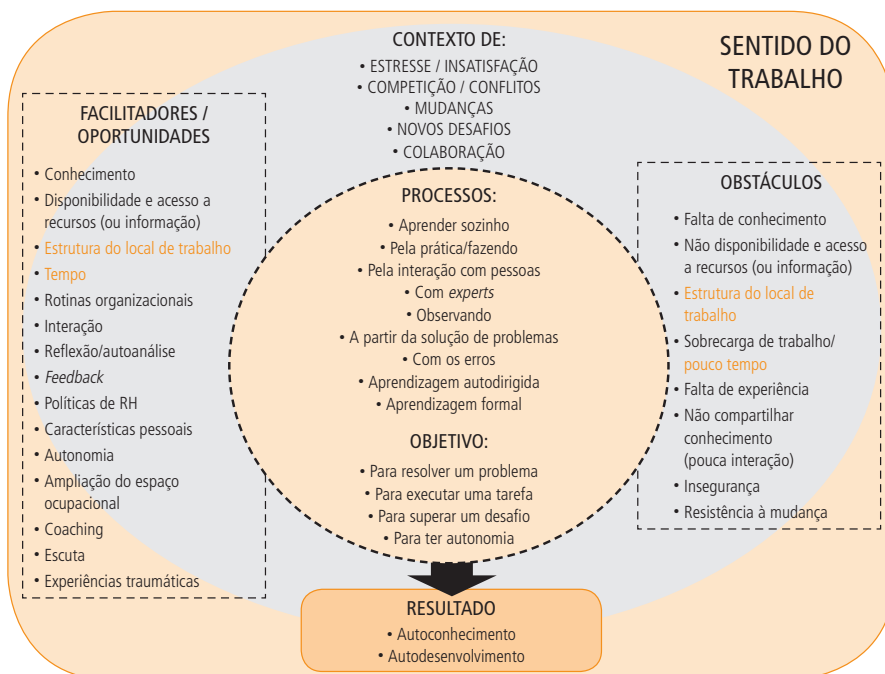 SENTIDO DO
TRABALHO
CONTEXTO DE:
• ESTRESSE / INSATISFAÇÃO
• COMPETIÇÃO / CONFLITOS
• MUDANÇAS
• NOVOS DESAFIOS
• COLABORAÇÃO
FACILITADORES /
OPORTUNIDADES
• Conhecimento
• Disponibilidade e acesso a
recursos (ou informação)
• Estrutura do local de trabalho
• Tempo
• Rotinas organizacionais
• Interação
• Reflexão/autoanálise
• Feedback
• Políticas de RH
• Características pessoais
• Autonomia
• Ampliação do espaço
ocupacional
• Coaching
• Escuta
• Experiências traumáticas
PROCESSOS:
• Aprender sozinho
• Pela prática/fazendo
• Pela interação com pessoas
• Com experts
• Observando
• A partir da solução de problemas
• Com os erros
• Aprendizagem autodirigida
• Aprendizagem formal
OBJETIVO:
• Para resolver um problema
• Para executar uma tarefa
• Para superar um desafio
• Para ter autonomia
OBSTÁCULOS
• Falta de conhecimento
• Não disponibilidade e acesso
a recursos (ou informação)
• Estrutura do local de
trabalho
• Sobrecarga de trabalho/
pouco tempo
• Falta de experiência
• Não compartilhar
conhecimento
(pouca interação)
• Insegurança
• Resistência à mudança
RESULTADO
• Autoconhecimento
• Autodesenvolvimento